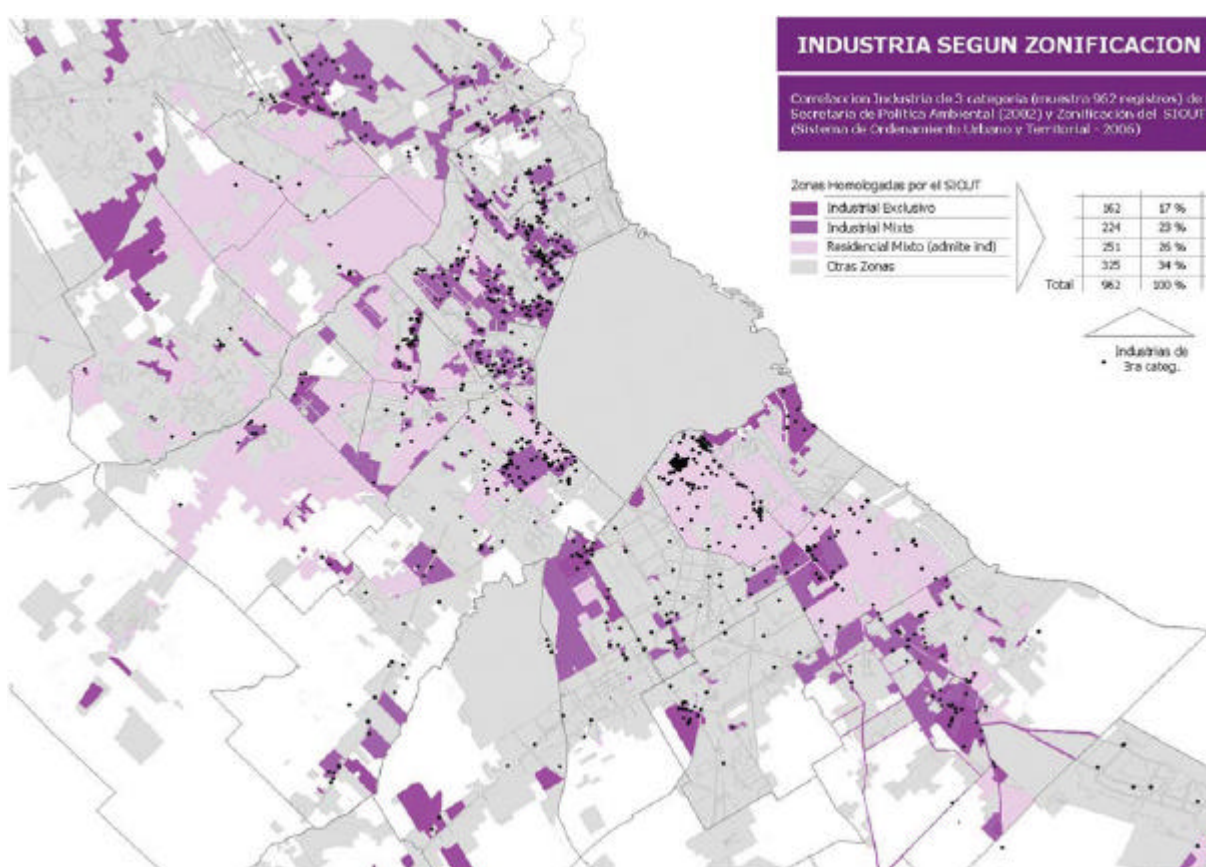 INDUSTRIA SEGUN ZONIFICACION
Correlaccion Industria de 3 categoria (muestra 962 registros) de
Secretaria de Politica Ambiental (2002) y Zonificación del SIOUT
(Sistema de Ordenamiento Urbano y Territorial - 2006)
Zonas Homologadas por el SIOUT
Industrial Exclusivo 162 17 %
Industrial Mixto 224 23 %
Residencial Mixto (admite ind) 251 26 %
Otras Zonas 325 34 %
Total 962 100 %
Industrias de
3ra categ.